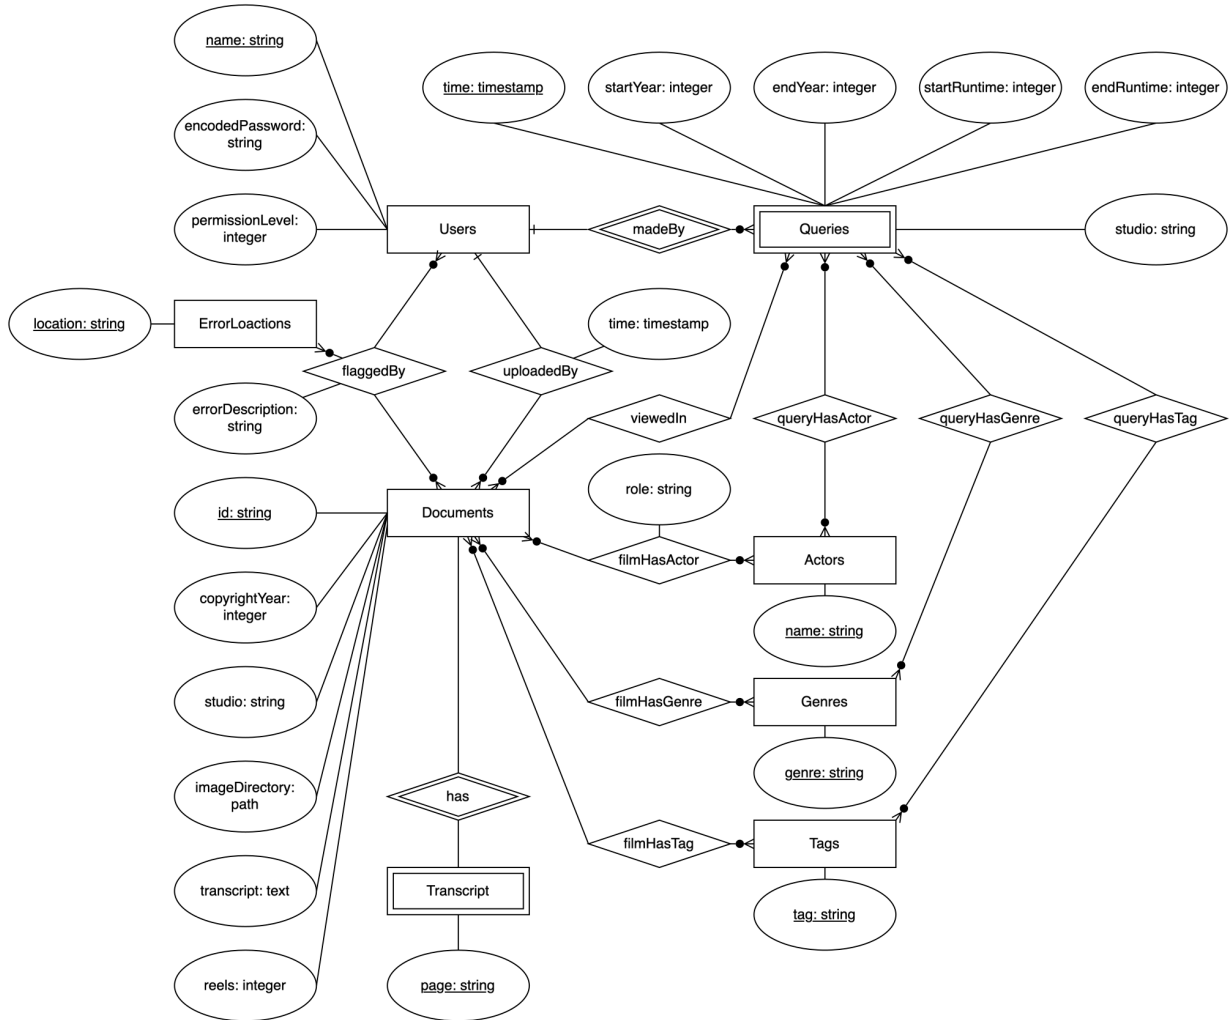 name: string
time: timestamp
startYear: integer
endYear: integer
startRuntime: integer
endRuntime: integer
encodedPassword:
string
permissionLevel:
integer
Users
madeBy
Queries
studio: string
location: string
ErrorLoactions
time: timestamp
flaggedBy
uploadedBy
errorDescription:
string
viewedIn
queryHasActor
queryHasGenre
queryHasTag
role: string
id: string
Documents
filmHasActor
Actors
copyrightYear:
integer
name: string
studio: string
filmHasGenre
Genres
genre: string
imageDirectory:
path
has
filmHasTag
Tags
transcript: text
Transcript
tag: string
reels: integer
page: string